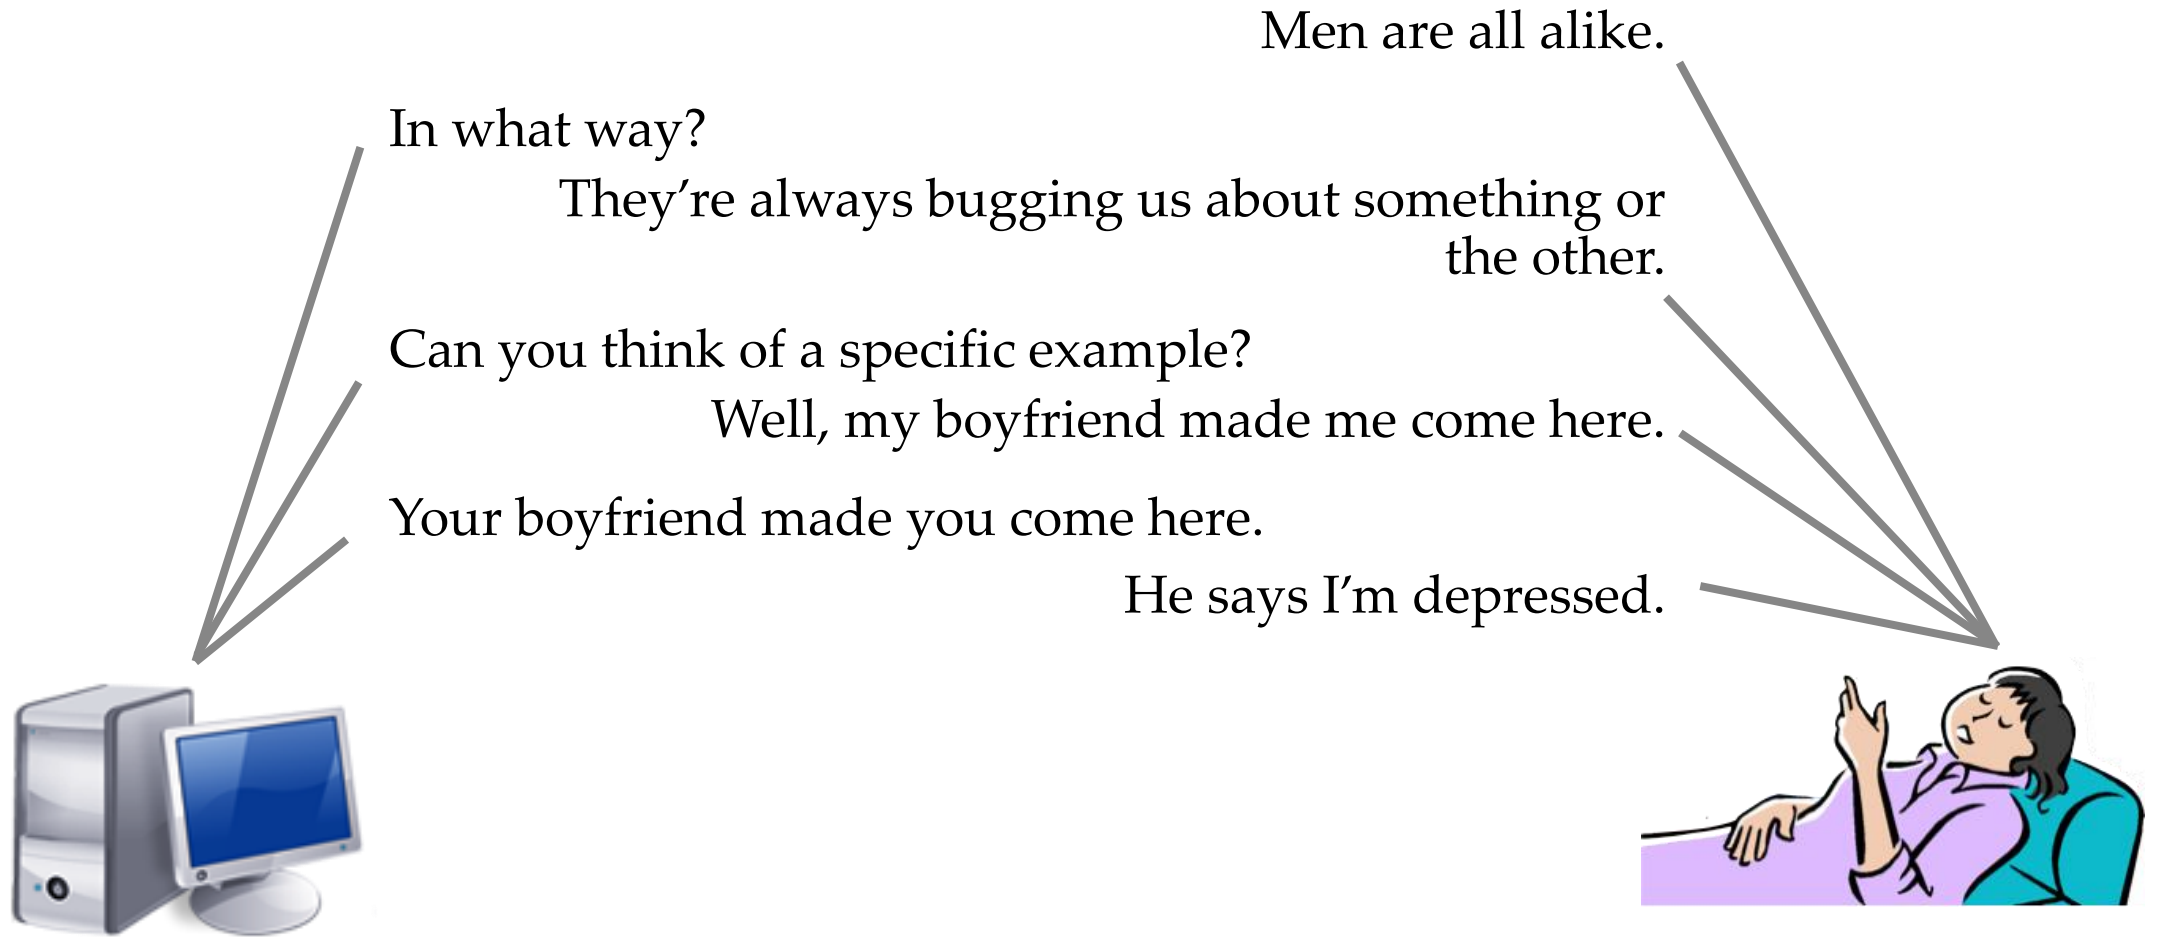 Men are all alike.
In what way?
They’re always bugging us about something or
the other.
Can you think of a specific example?
Well, my boyfriend made me come here.
Your boyfriend made you come here.
He says I’m depressed.